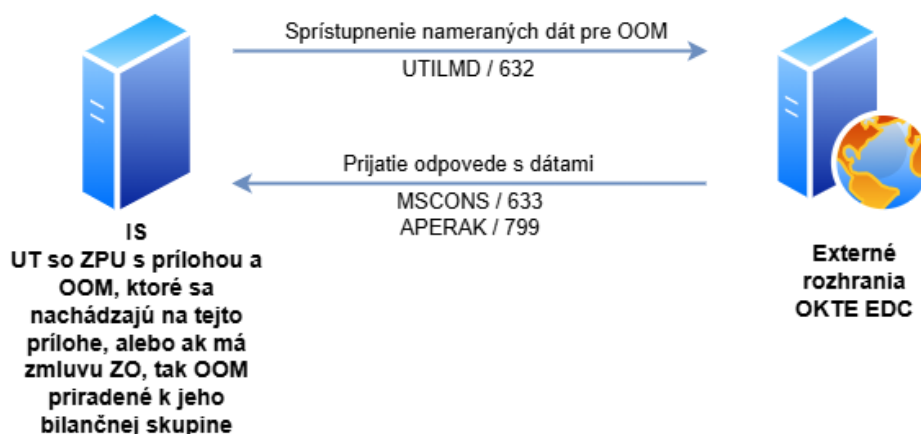 Sprístupnenie nameraných dát pre OOM
UTILMD / 632
Prijatie odpovede s dátami
MSCONS / 633
APERAK / 799
IS
UT so ZPU s prílohou a
OOM, ktoré sa
nachádzajú na tejto
prílohe, alebo ak má
zmluvu ZO, tak OOM
priradené k jeho
bilančnej skupine
Externé
rozhrania
OKTE EDC